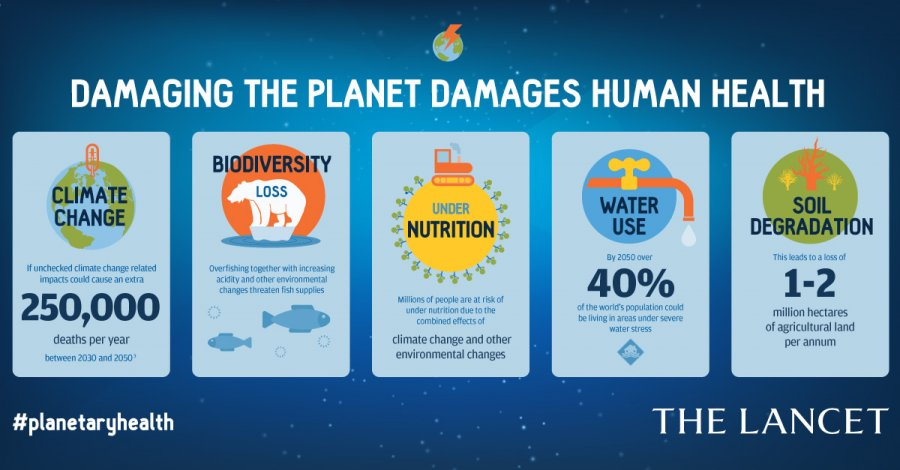 DAMAGING THE PLANET DAMAGES HUMAN HEALTH
CLIMATE
CHANGE
If unchecked climate change related
impacts could cause an extra
250,000
deaths per year
between 2030 and 2050³
BIODIVERSITY
LOSS
Overfishing together with increasing
acidity and other environmental
changes threaten fish supplies
UNDER
NUTRITION
Millions of people are at risk of
under nutrition due to the
combined effects of
climate change and other
environmental changes
WATER
USE
By 2050 over
40%
of the world's population could
be living in areas under severe
water stress
SOIL
DEGRADATION
This leads to a loss of
1-2
million hectares
of agricultural land
per annum
#planetaryhealth
THE LANCET